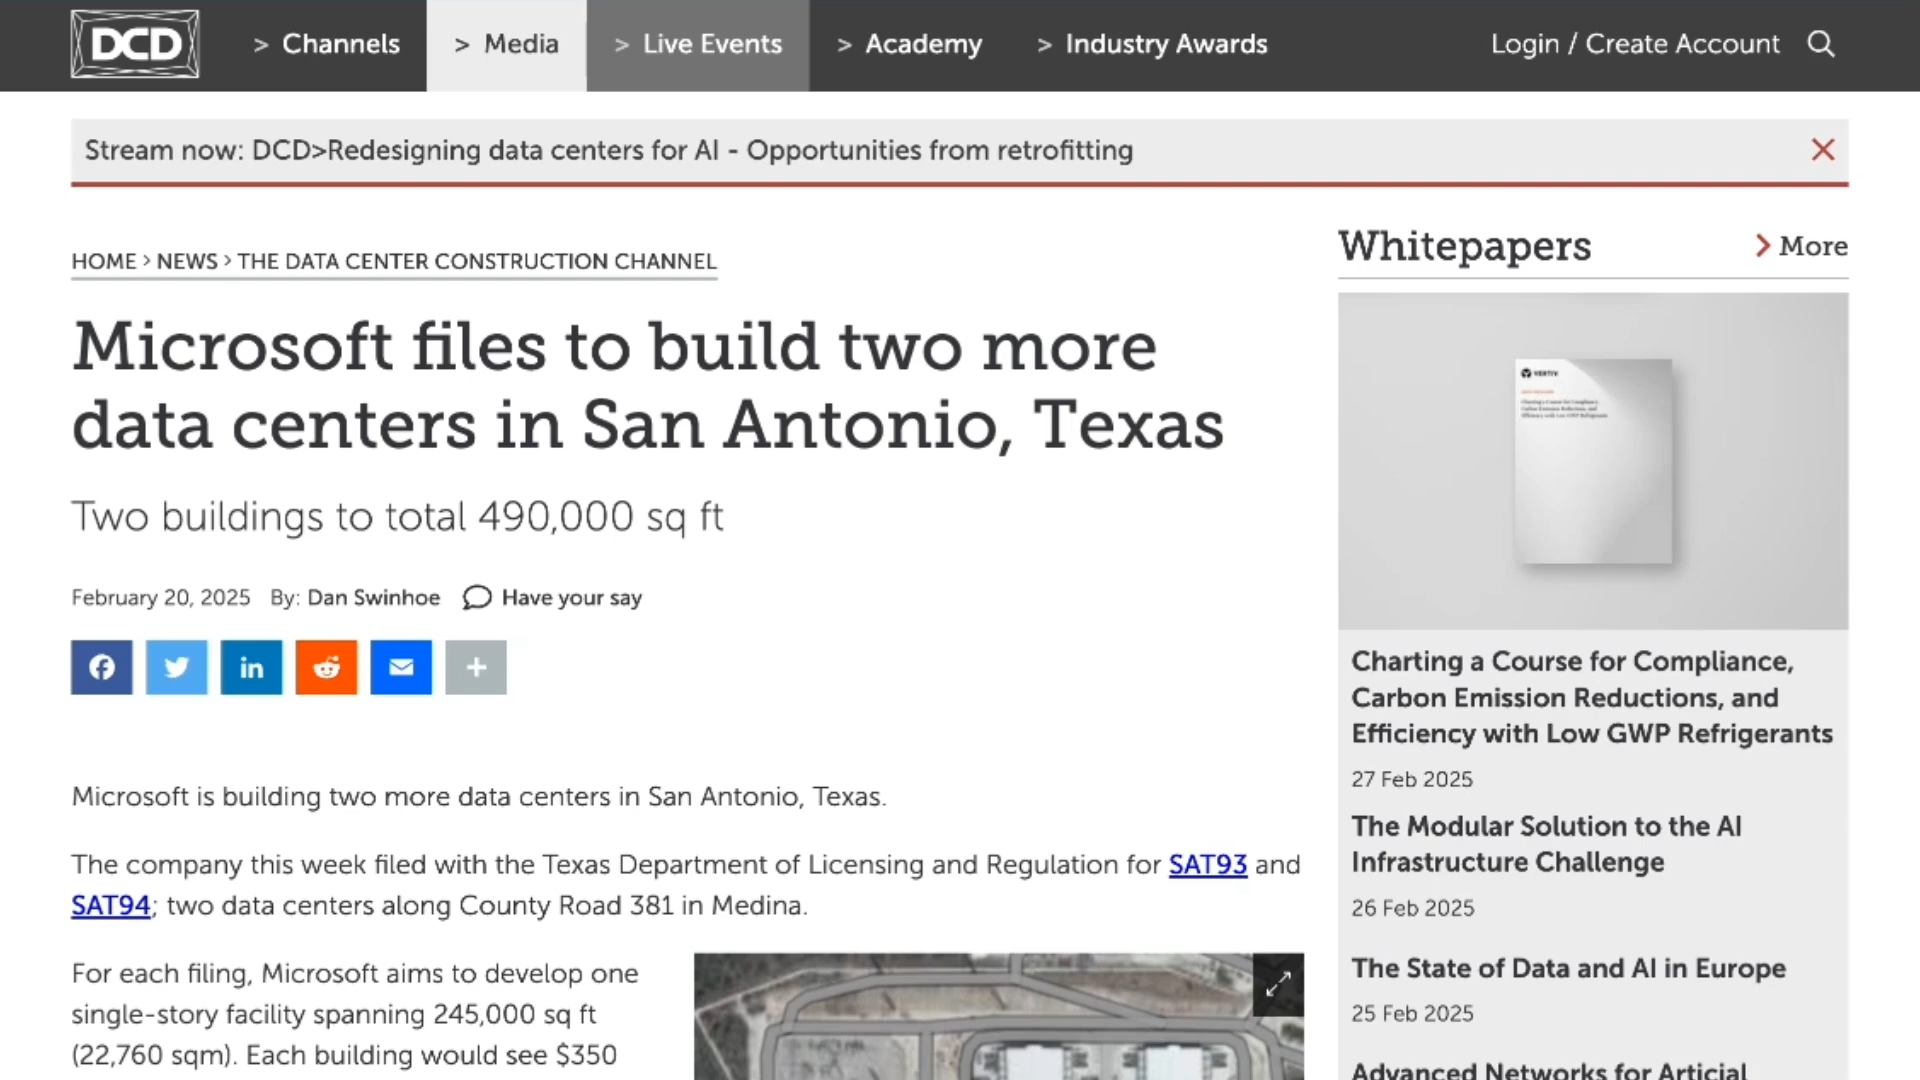 DCD
> Channels
> Media
> Live Events
> Academy
> Industry Awards
Login / Create Account
Stream now: DCD>Redesigning data centers for AI - Opportunities from retrofitting
HOME > NEWS > THE DATA CENTER CONSTRUCTION CHANNEL
Microsoft files to build two more
data centers in San Antonio, Texas
Two buildings to total 490,000 sq ft
February 20, 2025 By: Dan Swinhoe Have your say
Microsoft is building two more data centers in San Antonio, Texas.
The company this week filed with the Texas Department of Licensing and Regulation for SAT93 and
SAT94; two data centers along County Road 381 in Medina.
For each filing, Microsoft aims to develop one
single-story facility spanning 245,000 sq ft
(22,760 sqm). Each building would see $350
Whitepapers
More
VERTIV
Charting a Course for Compliance,
Carbon Emission Reductions, and
Efficiency with Low GWP Refrigerants
27 Feb 2025
The Modular Solution to the AI
Infrastructure Challenge
26 Feb 2025
The State of Data and AI in Europe
25 Feb 2025
Advanced Networks for Articial